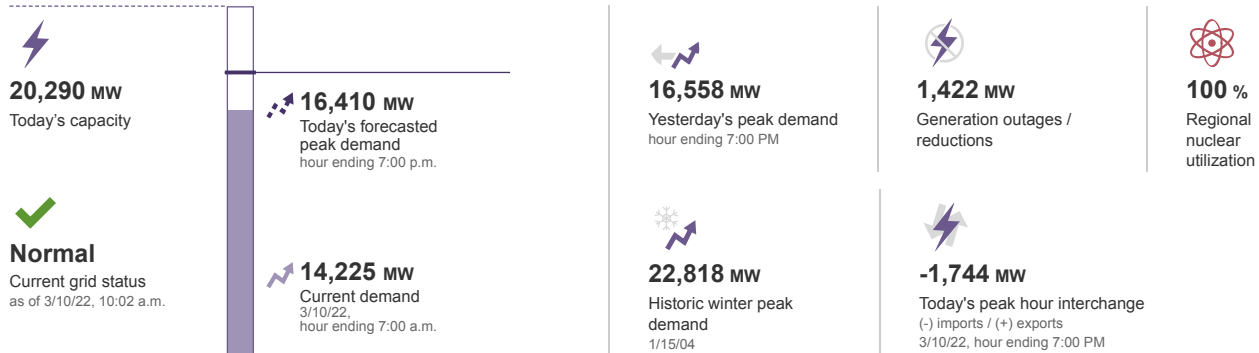 20,290 MW
Today's capacity
Normal
Current grid status
as of 3/10/22, 10:02 a.m.
16,410 MW
Today's forecasted
peak demand
hour ending 7:00 p.m.
14,225 MW
Current demand
3/10/22,
hour ending 7:00 a.m.
16,558 MW
Yesterday's peak demand
hour ending 7:00 PM
1,422 MW
Generation outages /
reductions
100 %
Regional
nuclear
utilization
22,818 MW
Historic winter peak
demand
1/15/04
-1,744 MW
Today's peak hour interchange
(-) imports / (+) exports
3/10/22, hour ending 7:00 PM